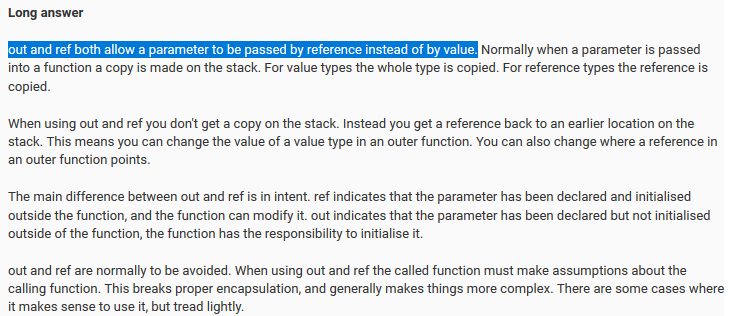 Long answer
out and ref both allow a parameter to be passed by reference instead of by value. Normally when a parameter is passed
into a function a copy is made on the stack. For value types the whole type is copied. For reference types the reference is
copied.
When using out and ref you don't get a copy on the stack. Instead you get a reference back to an earlier location on the
stack. This means you can change the value of a value type in an outer function. You can also change where a reference in
an outer function points.
The main difference between out and ref is in intent. ref indicates that the parameter has been declared and initialised
outside the function, and the function can modify it. out indicates that the parameter has been declared but not initialised
outside of the function, the function has the responsibility to initialise it.
out and ref are normally to be avoided. When using out and ref the called function must make assumptions about the
calling function. This breaks proper encapsulation, and generally makes things more complex. There are some cases where
it makes sense to use it, but tread lightly.